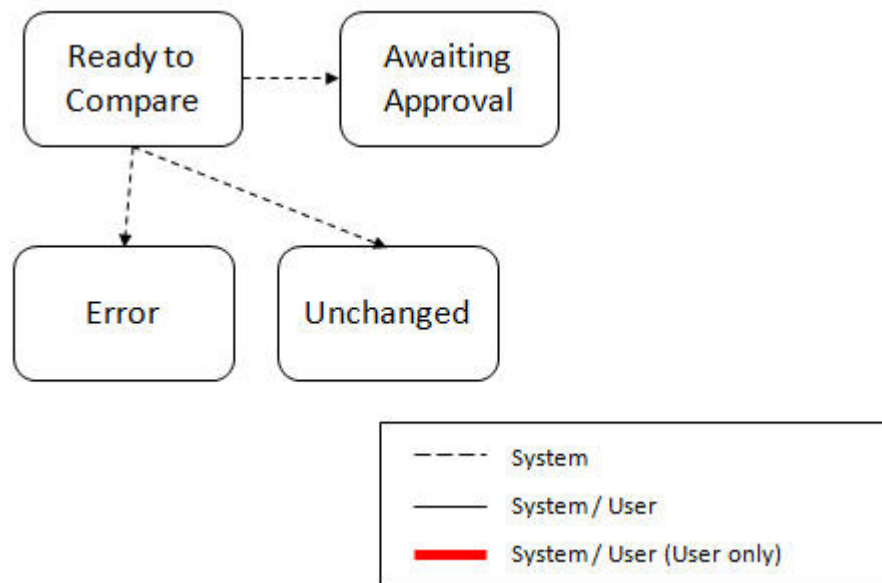 Ready to
Compare
Awaiting
Approval
Error
Unchanged
System
System / User
System / User (User only)